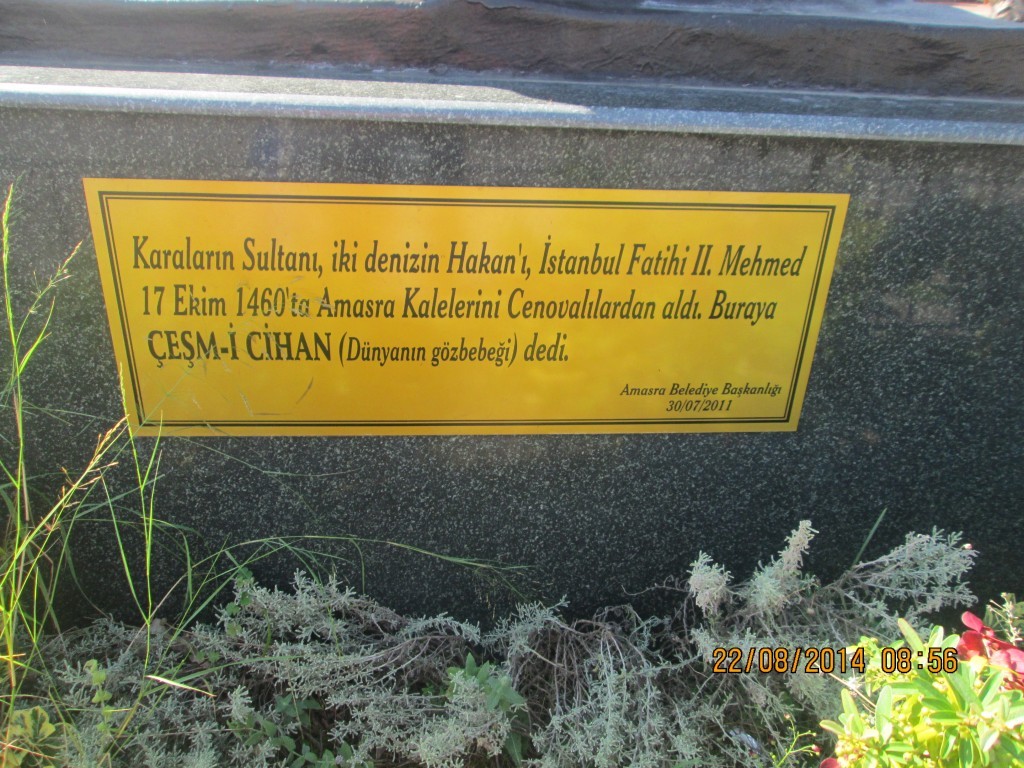 Karaların Sultanı, iki denizin Hakan'ı, İstanbul Fatihi II. Mehmed
17 Ekim 1460'ta Amasra Kalelerini Cenovalılardan aldı. Buraya
ÇEŞM-İ CİHAN (Dünyanın gözbebeği) dedi.
Amasra Belediye Başkanlığı
30/07/2011
22/08/2014 08:56